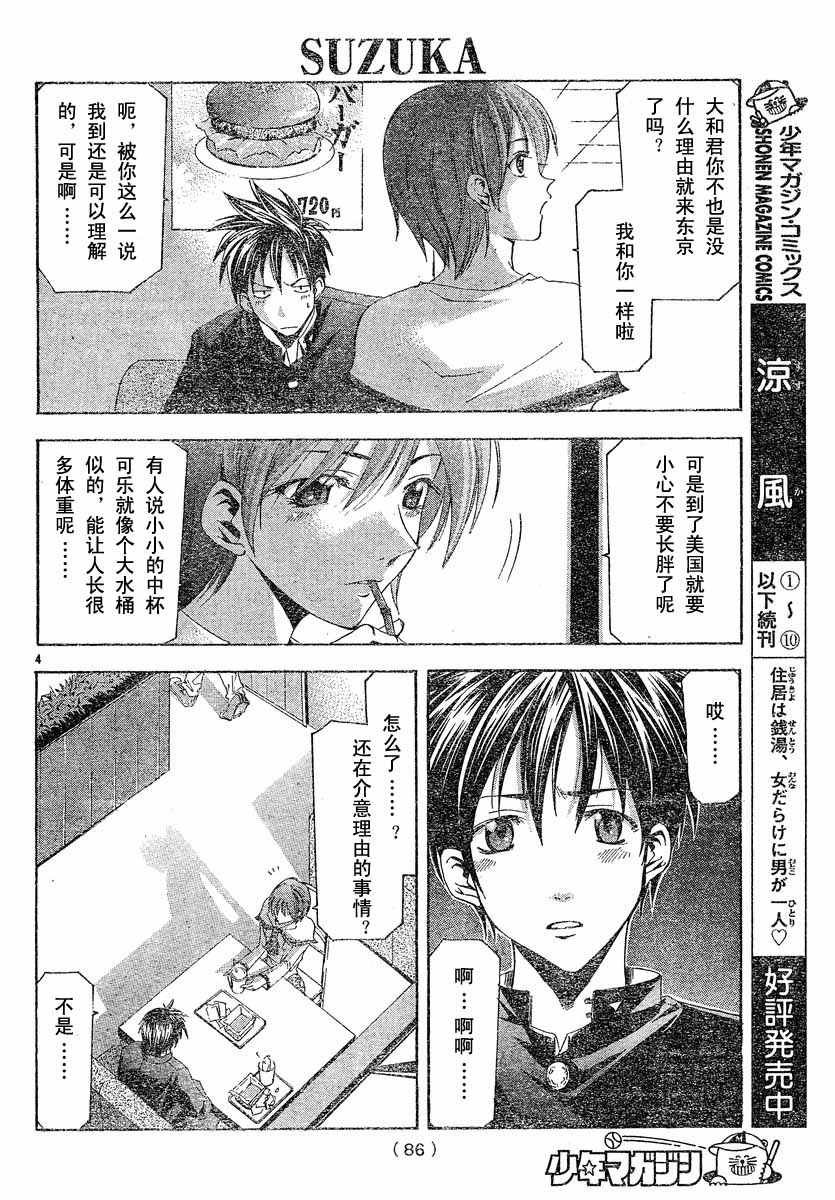 SUZUKA
大和君你不也是没
什么理由就来东京
了吗？
我和你一样啦
バーガー
720円
呃，被你这么一说
我到还是可以理解
的，可是啊……
可是到了美国就要
小心不要长胖了呢
有人说小小的中杯
可乐就像个大水桶
似的，能让人长很
多体重呢……
4
哎……
啊…啊啊……
怎么了……？
还在介意理由的事情？
不是……
少年マガジン・コミックス
SHONEN MAGAZINE COMICS
涼風
①～⑩
以下続刊
住居は銭湯、女だらけに男が一人♡
好評発売中
（86）
少年マガジン